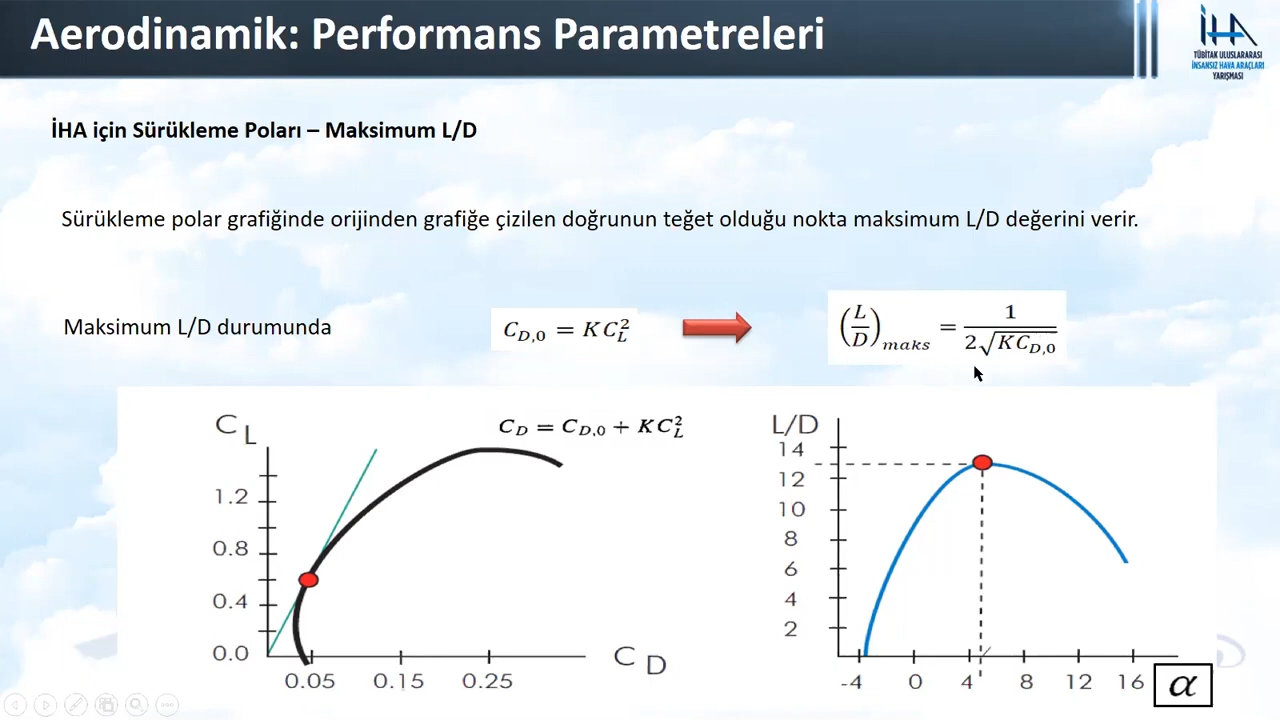 Aerodinamik: Performans Parametreleri
İHA
TÜBİTAK ULUSLARARASI
İNSANSIZ HAVA ARAÇLARI
YARIŞMASI
İHA için Sürükleme Poları – Maksimum L/D
Sürükleme polar grafiğinde orijinden grafiğe çizilen doğrunun teğet olduğu nokta maksimum L/D değerini verir.
Maksimum L/D durumunda
C_{D,0} = KC_L^2
(L/D)_{maks} = 1/(2√(KC_{D,0}))
C_L
C_D = C_{D,0} + KC_L^2
1.2
0.8
0.4
0.0
0.05 0.15 0.25
C_D
L/D
14
12
10
8
6
4
2
-4 0 4 8 12 16
α